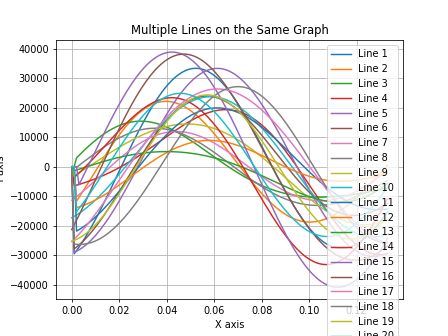 Multiple Lines on the Same Graph
40000
30000
20000
10000
0
−10000
−20000
−30000
−40000
0.00
0.02
0.04
0.06
0.08
0.10
X axis
axis
Line 1
Line 2
Line 3
Line 4
Line 5
Line 6
Line 7
Line 8
Line 9
Line 10
Line 11
Line 12
Line 13
Line 14
Line 15
Line 16
Line 17
Line 18
Line 19
Line 20